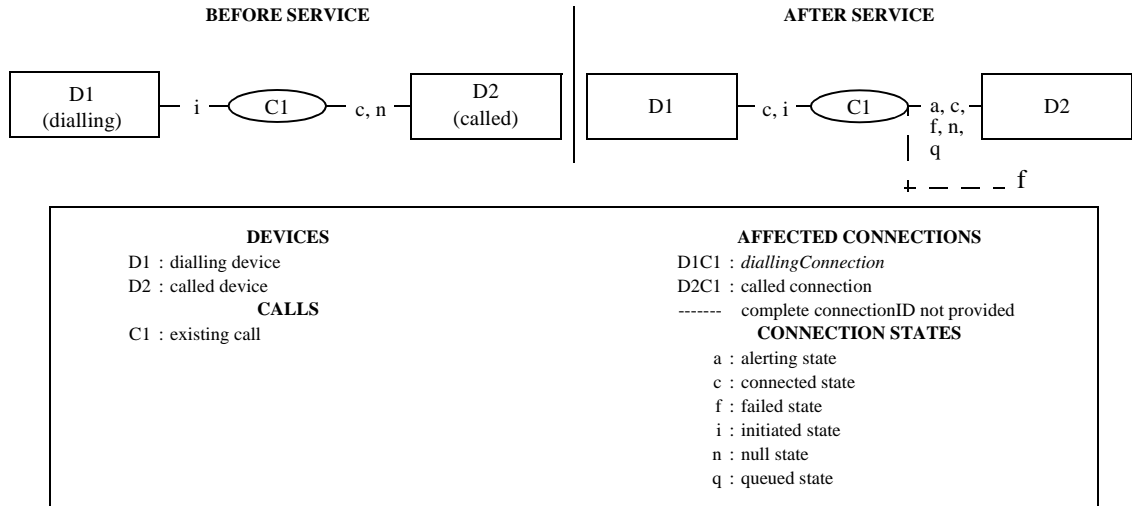 BEFORE SERVICE
AFTER SERVICE
D1
(dialling)
i
C1
c, n
D2
(called)
D1
c, i
C1
a, c,
f, n,
q
D2
f
DEVICES
D1 : dialling device
D2 : called device
CALLS
C1 : existing call
AFFECTED CONNECTIONS
D1C1 : diallingConnection
D2C1 : called connection
------- complete connectionID not provided
CONNECTION STATES
a : alerting state
c : connected state
f : failed state
i : initiated state
n : null state
q : queued state